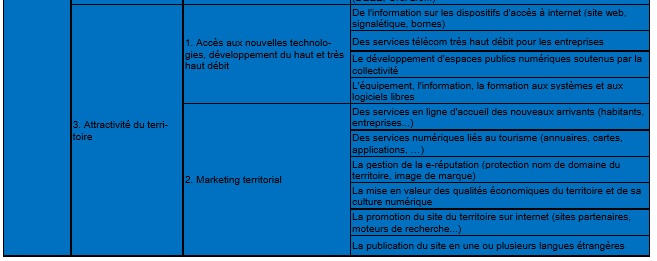 De l'information sur les dispositifs d'accès à internet (site web,
signalétique, bornes)
1. Accès aux nouvelles technolo-
gies, développement du haut et très
haut débit
Des services télécom très haut débit pour les entreprises
Le développement d'espaces publics numériques soutenus par la
collectivité
L'équipement, l'information, la formation aux systèmes et aux
logiciels libres
3. Attractivité du terri-
toire
2. Marketing territorial
Des services en ligne d'accueil des nouveaux arrivants (habitants,
entreprises...)
Des services numériques liés au tourisme (annuaires, cartes,
applications, ...)
La gestion de la e-réputation (protection nom de domaine du
territoire, image de marque)
La mise en valeur des qualités économiques du territoire et de sa
culture numérique
La promotion du site du territoire sur internet (sites partenaires,
moteurs de recherche...)
La publication du site en une ou plusieurs langues étrangères